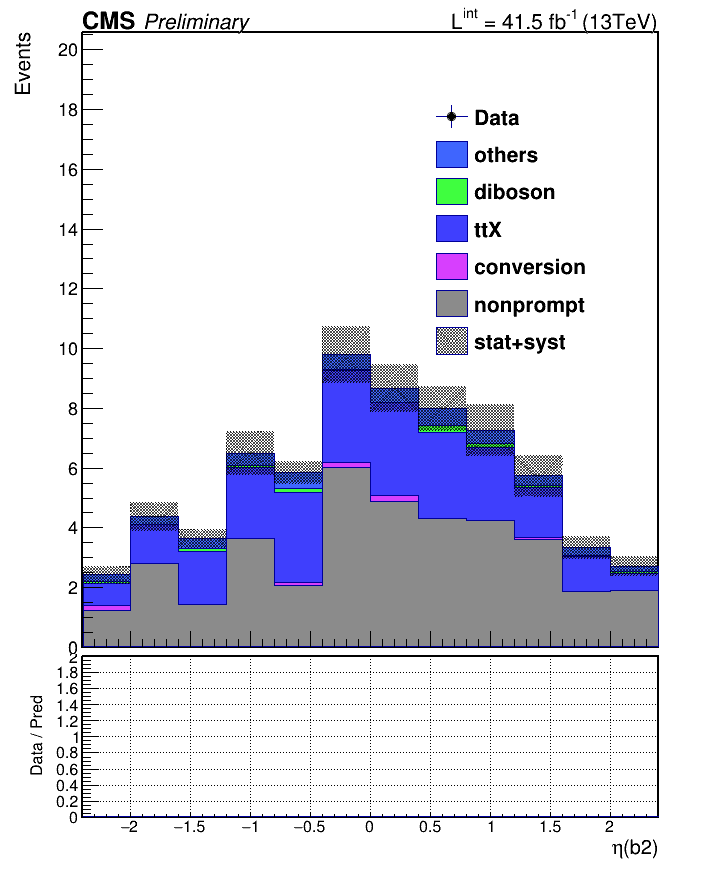 CMS Preliminary L^int = 41.5 fb^-1 (13TeV)
Events
20
18
16
14
12
10
8
6
4
2
0
Data
others
diboson
ttX
conversion
nonprompt
stat+syst
Data / Pred
2
1.8
1.6
1.4
1.2
1
0.8
0.6
0.4
0.2
0
−2 −1.5 −1 −0.5 0 0.5 1 1.5 2
η(b2)